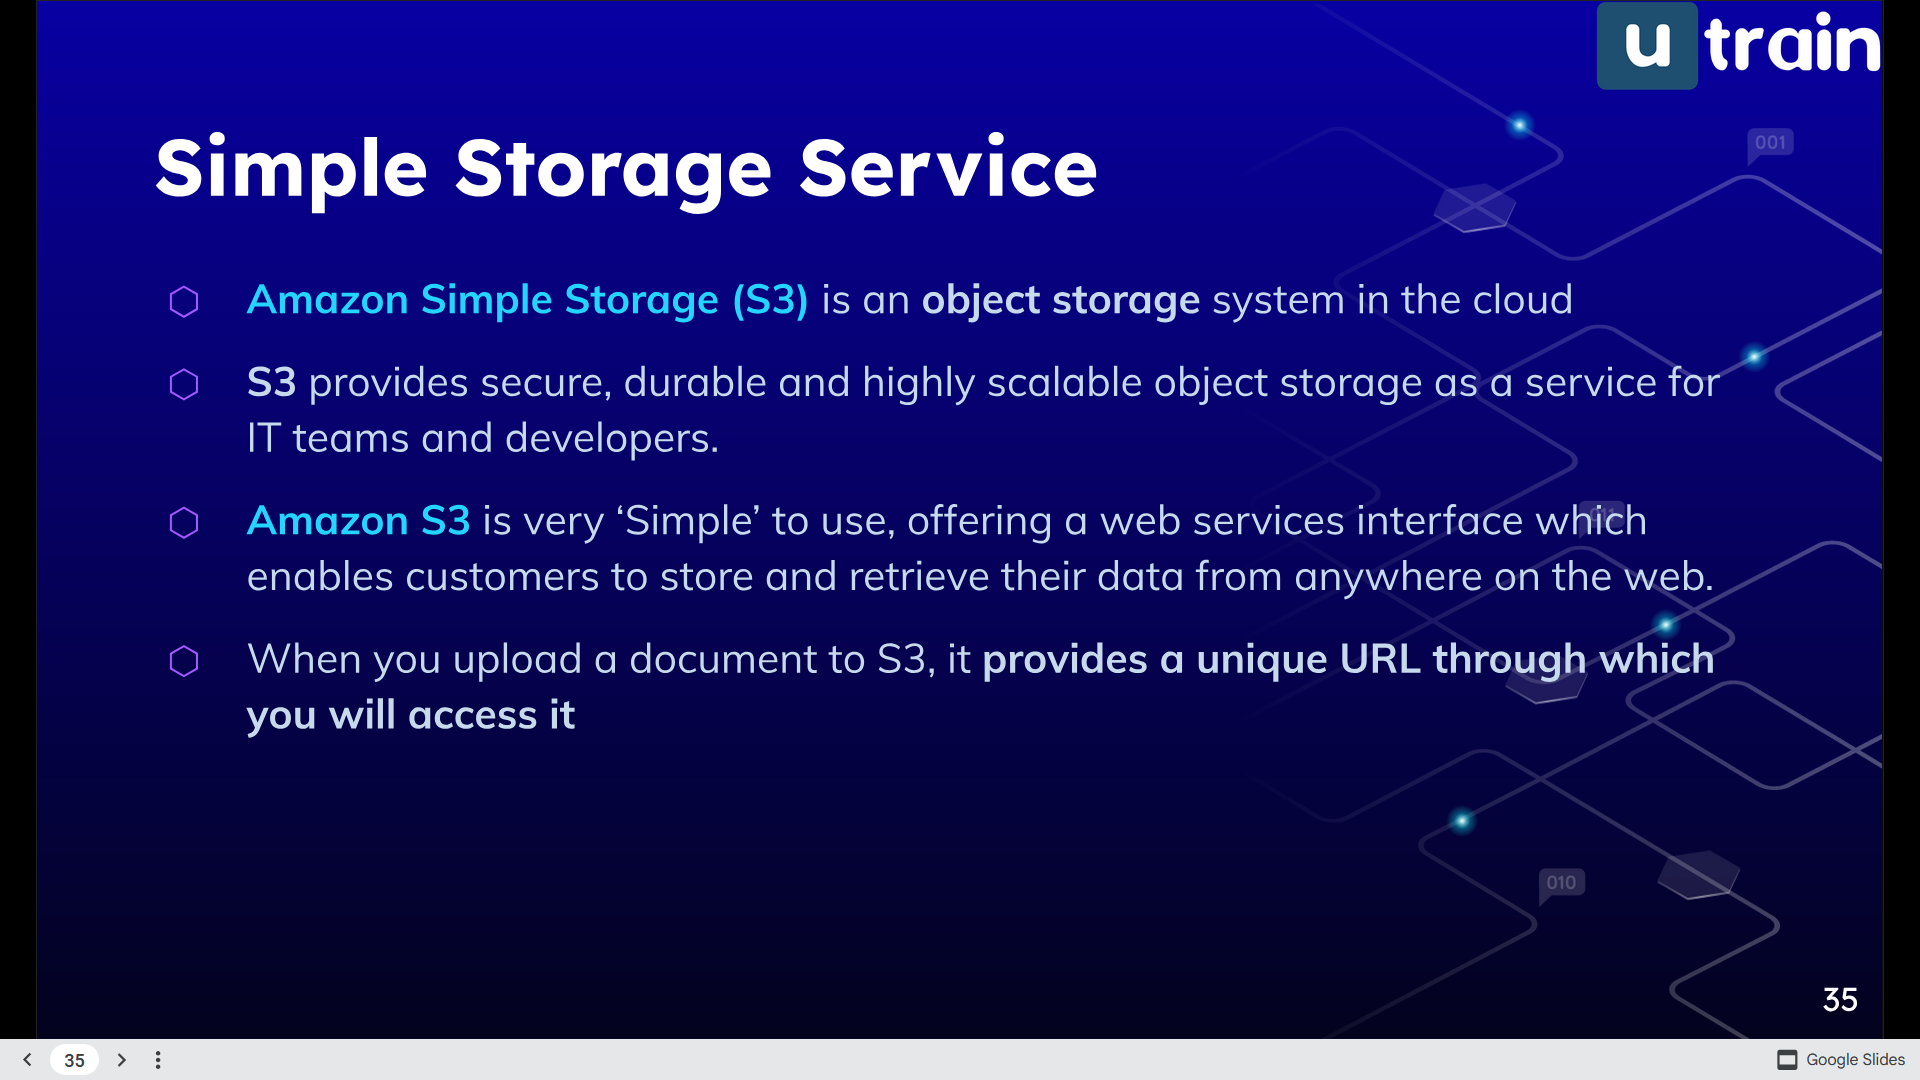 u train
001
Simple Storage Service
Amazon Simple Storage (S3) is an object storage system in the cloud
S3 provides secure, durable and highly scalable object storage as a service for
IT teams and developers.
Amazon S3 is very ‘Simple’ to use, offering a web services interface which
enables customers to store and retrieve their data from anywhere on the web.
When you upload a document to S3, it provides a unique URL through which
you will access it
010
35
35
Google Slides